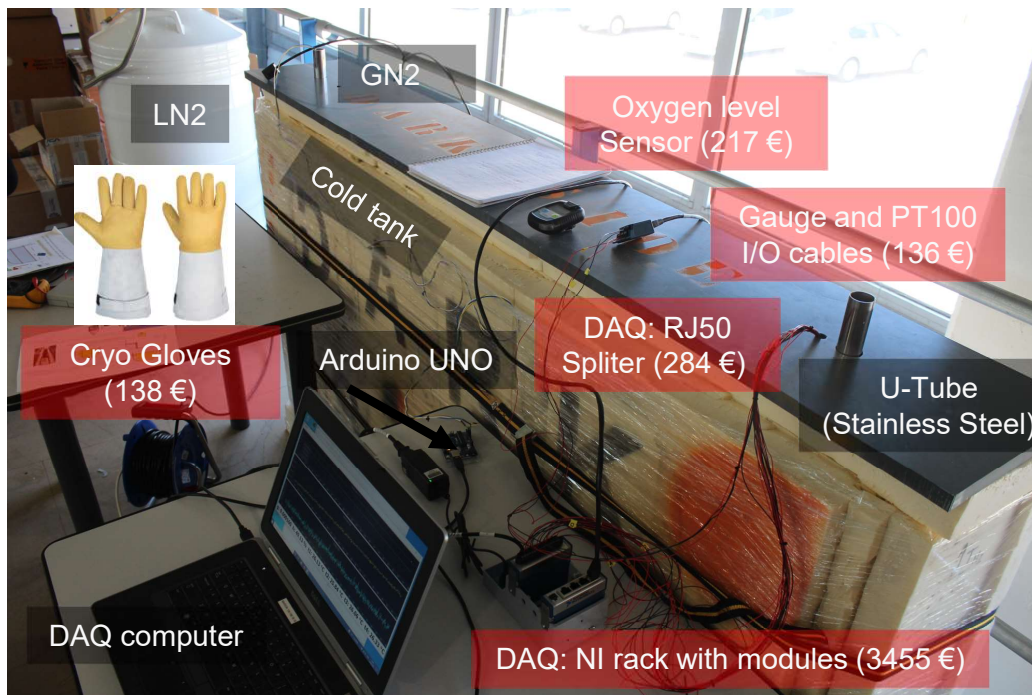 GN2
LN2
Oxygen level
Sensor (217 €)
Cold tank
Gauge and PT100
I/O cables (136 €)
DAQ: RJ50
Spliter (284 €)
Cryo Gloves
(138 €)
Arduino UNO
U-Tube
(Stainless Steel)
DAQ computer
DAQ: NI rack with modules (3455 €)